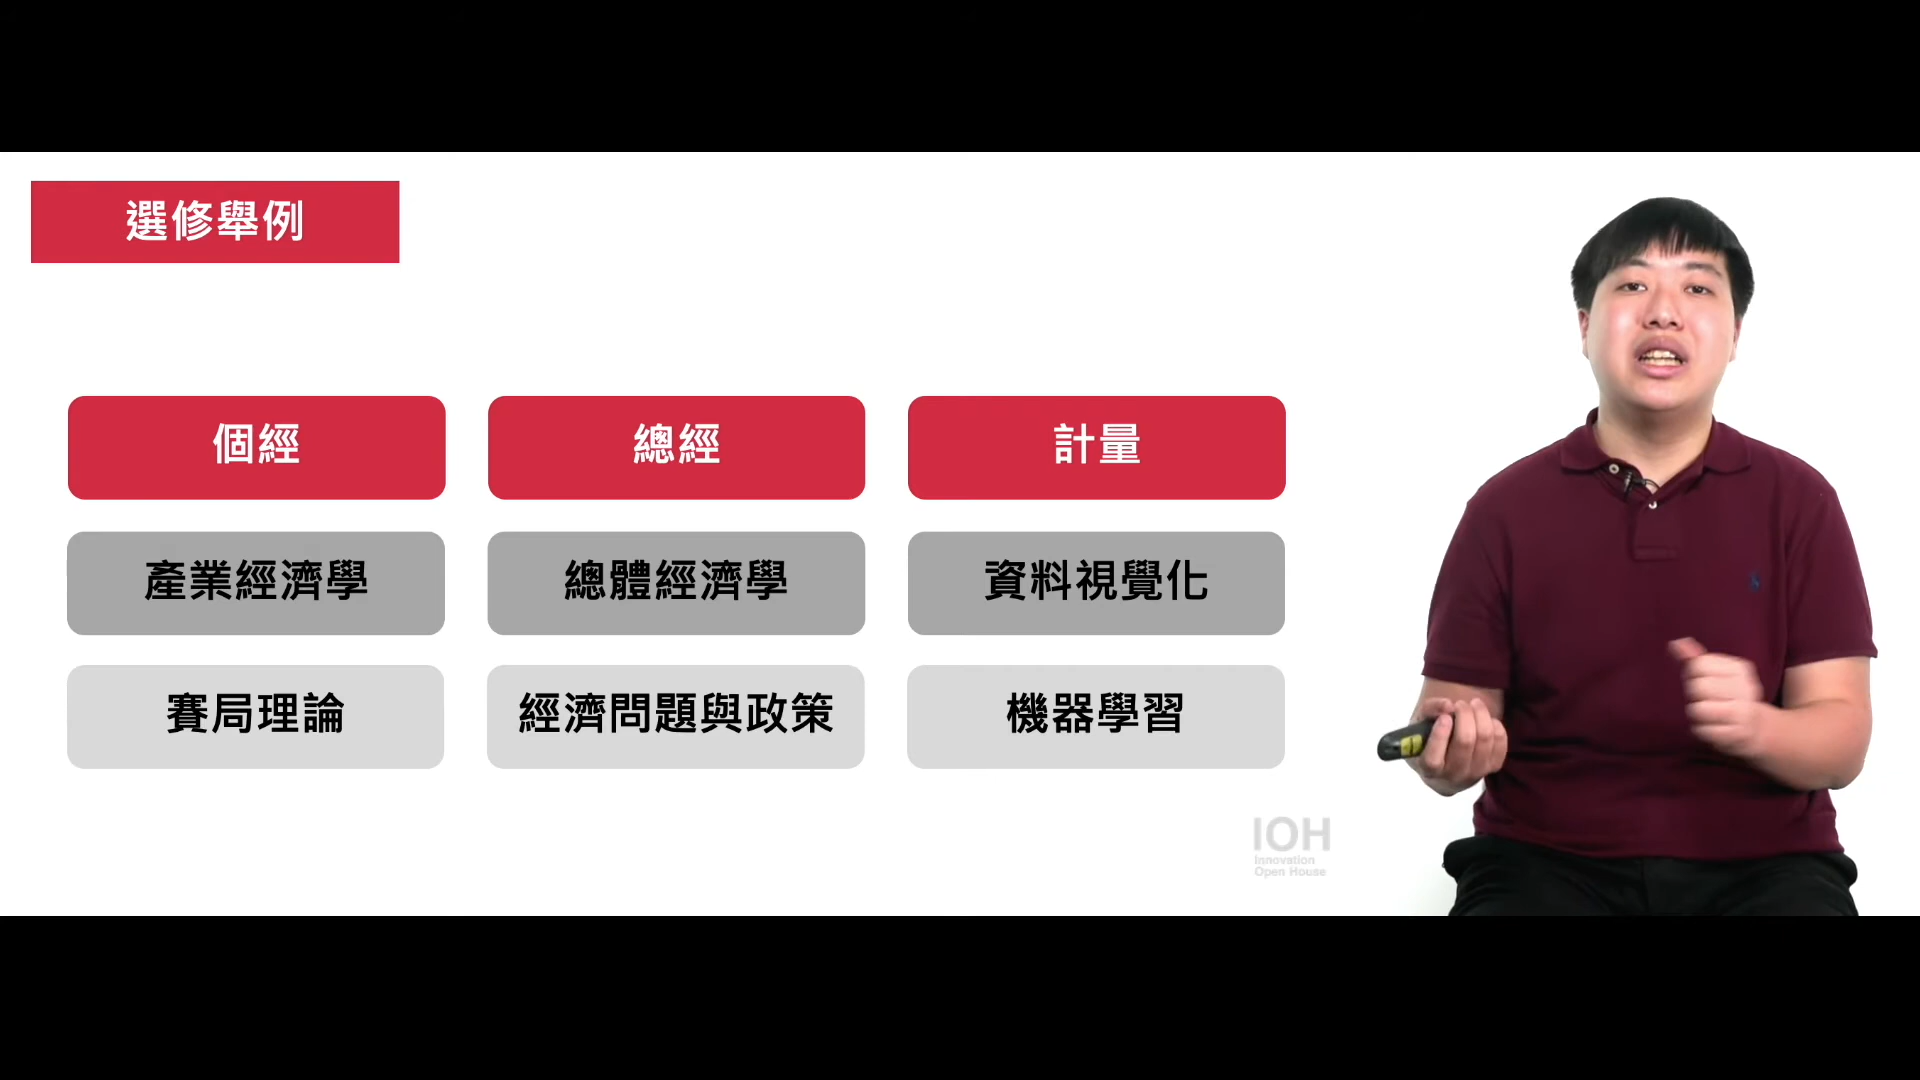 選修舉例
個經
總經
計量
產業經濟學
總體經濟學
資料視覺化
賽局理論
經濟問題與政策
機器學習
IOH
Innovation
Open House